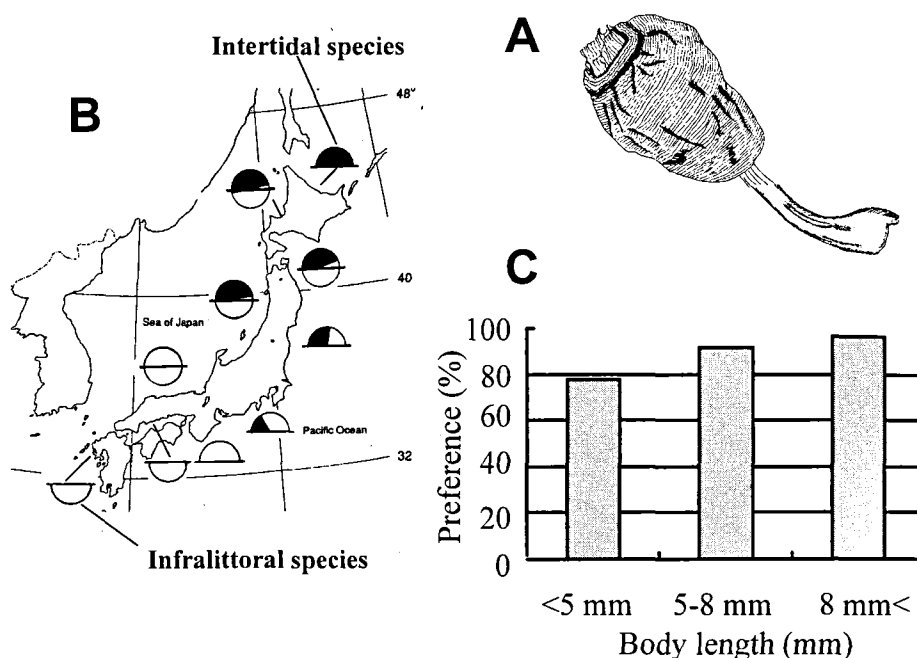 Intertidal species
A
B
48°
40
Sea of Japan
Pacific Ocean
32
Infralittoral species
C
100
80
60
40
20
0
Preference (%)
<5 mm 5-8 mm 8 mm<
Body length (mm)